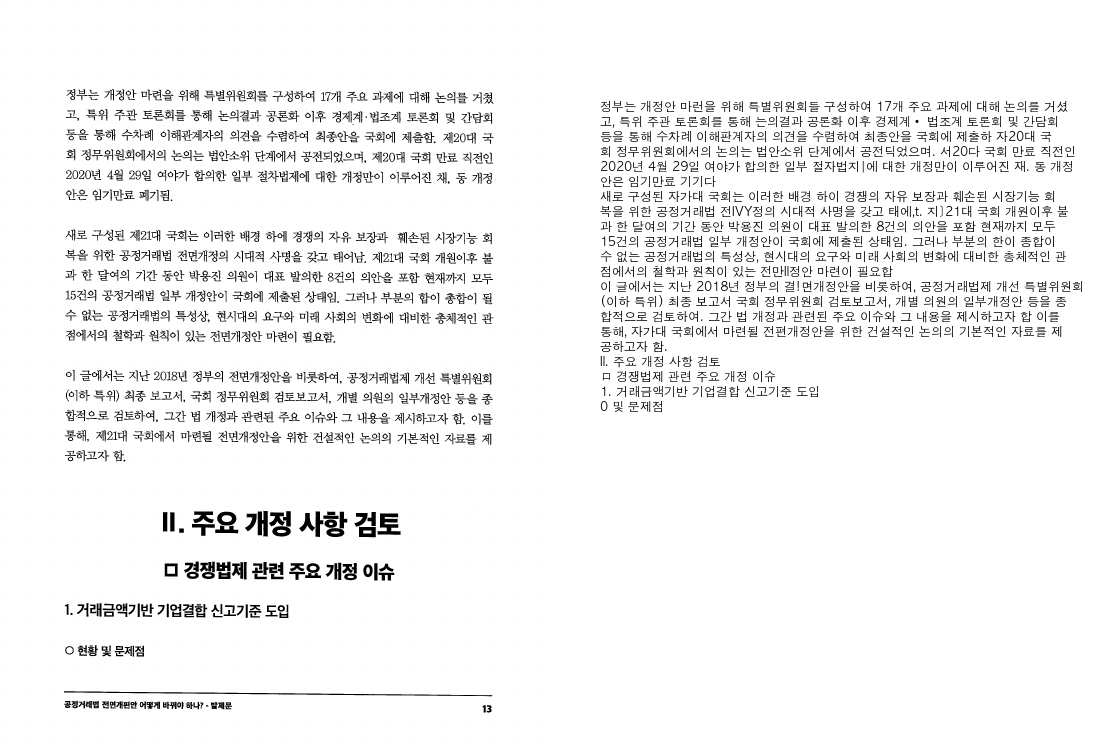 정부는 개정안 마련을 위해 특별위원회를 구성하여 17개 주요 과제에 대해 논의를 거쳤
고, 특위 주관 토론회를 통해 논의결과 공론화 이후 경제계·법조계 토론회 및 간담회
등을 통해 수차례 이해관계자의 의견을 수렴하여 최종안을 국회에 제출함. 제20대 국
회 정무위원회에서의 논의는 법안소위 단계에서 공전되었으며, 제20대 국회 만료 직전인
2020년 4월 29일 여야가 합의한 일부 절차법제에 대한 개정만이 이루어진 채, 동 개정
안은 임기만료 폐기됨.
새로 구성된 제21대 국회는 이러한 배경 하에 경쟁의 자유 보장과 훼손된 시장기능 회
복을 위한 공정거래법 전면개정의 시대적 사명을 갖고 태어남. 제21대 국회 개원이후 불
과 한 달여의 기간 동안 박용진 의원이 대표 발의한 8건의 의안을 포함 현재까지 모두
15건의 공정거래법 일부 개정안이 국회에 제출된 상태임. 그러나 부분의 합이 총합이 될
수 없는 공정거래법의 특성상, 현시대의 요구와 미래 사회의 변화에 대비한 총체적인 관
점에서의 철학과 원칙이 있는 전면개정안 마련이 필요함.
이 글에서는 지난 2018년 정부의 전면개정안을 비롯하여, 공정거래법제 개선 특별위원회
(이하 특위) 최종 보고서, 국회 정무위원회 검토보고서, 개별 의원의 일부개정안 등을 종
합적으로 검토하여, 그간 법 개정과 관련된 주요 이슈와 그 내용을 제시하고자 함. 이를
통해, 제21대 국회에서 마련될 전면개정안을 위한 건설적인 논의의 기본적인 자료를 제
공하고자 함.
II. 주요 개정 사항 검토
□ 경쟁법제 관련 주요 개정 이슈
1. 거래금액기반 기업결합 신고기준 도입
○ 현황 및 문제점
공정거래법 전면개편안 어떻게 바꿔야 하나? - 발제문
13
정부는 개정안 마런을 위해 특별위원회들 구성하여 17개 주요 과제에 대해 논의를 거셨
고, 특위 주관 토론회를 통해 는의결과 공론화 이후 경제계 • 법조계 토론회 및 간담회
등을 통해 수차례 이해판계자의 의견을 수렴하여 최종안을 국회에 제출하 자20대 국
회 정무위원회에서의 논의는 법안소위 단계에서 공전딕었으며. 서20다 국회 만료 직전인
2020년 4월 29일 여야가 합의한 일부 절자법지|에 대한 개정만이 이루어진 재. 동 개정
안은 임기만료 기기다
새로 구성된 자가대 국회는 이러한 배경 하이 경쟁의 자유 보장과 훼손된 시장기능 회
복을 위한 공정거래법 전IVY정의 시대적 사명을 갖고 태에,t. 지}21대 국회 개원이후 불
과 한 달여의 기간 동안 박용진 의원이 대표 발의한 8건의 의안을 포함 현재까지 모두
15건의 공정거래법 일부 개정안이 국회에 제출된 상태임. 그러나 부분의 한이 종합이
수 없는 공정거래법의 특성상, 현시대의 요구와 미래 사회의 변화에 대비한 총체적인 관
점에서의 철학과 원칙이 있는 전만II정안 마련이 필요합
이 글에서는 지난 2018년 정부의 결!면개정안을 비롯하여, 공정거래법제 개선 특별위원회
(이하 특위) 최종 보고서 국회 정무위원회 검토보고서, 개별 의원의 일부개정안 등을 종
합적으로 검토하여. 그간 법 개정과 관련된 주요 이슈와 그 내용을 제시하고자 합 이를
통해, 자가대 국회에서 마련될 전편개정안을 위한 건설적인 논의의 기본적인 자료를 제
공하고자 함.
II. 주요 개정 사항 검토
ㅁ 경쟁법제 관련 주요 개정 이슈
1. 거래금액기반 기업결합 신고기준 도입
0 및 문제점